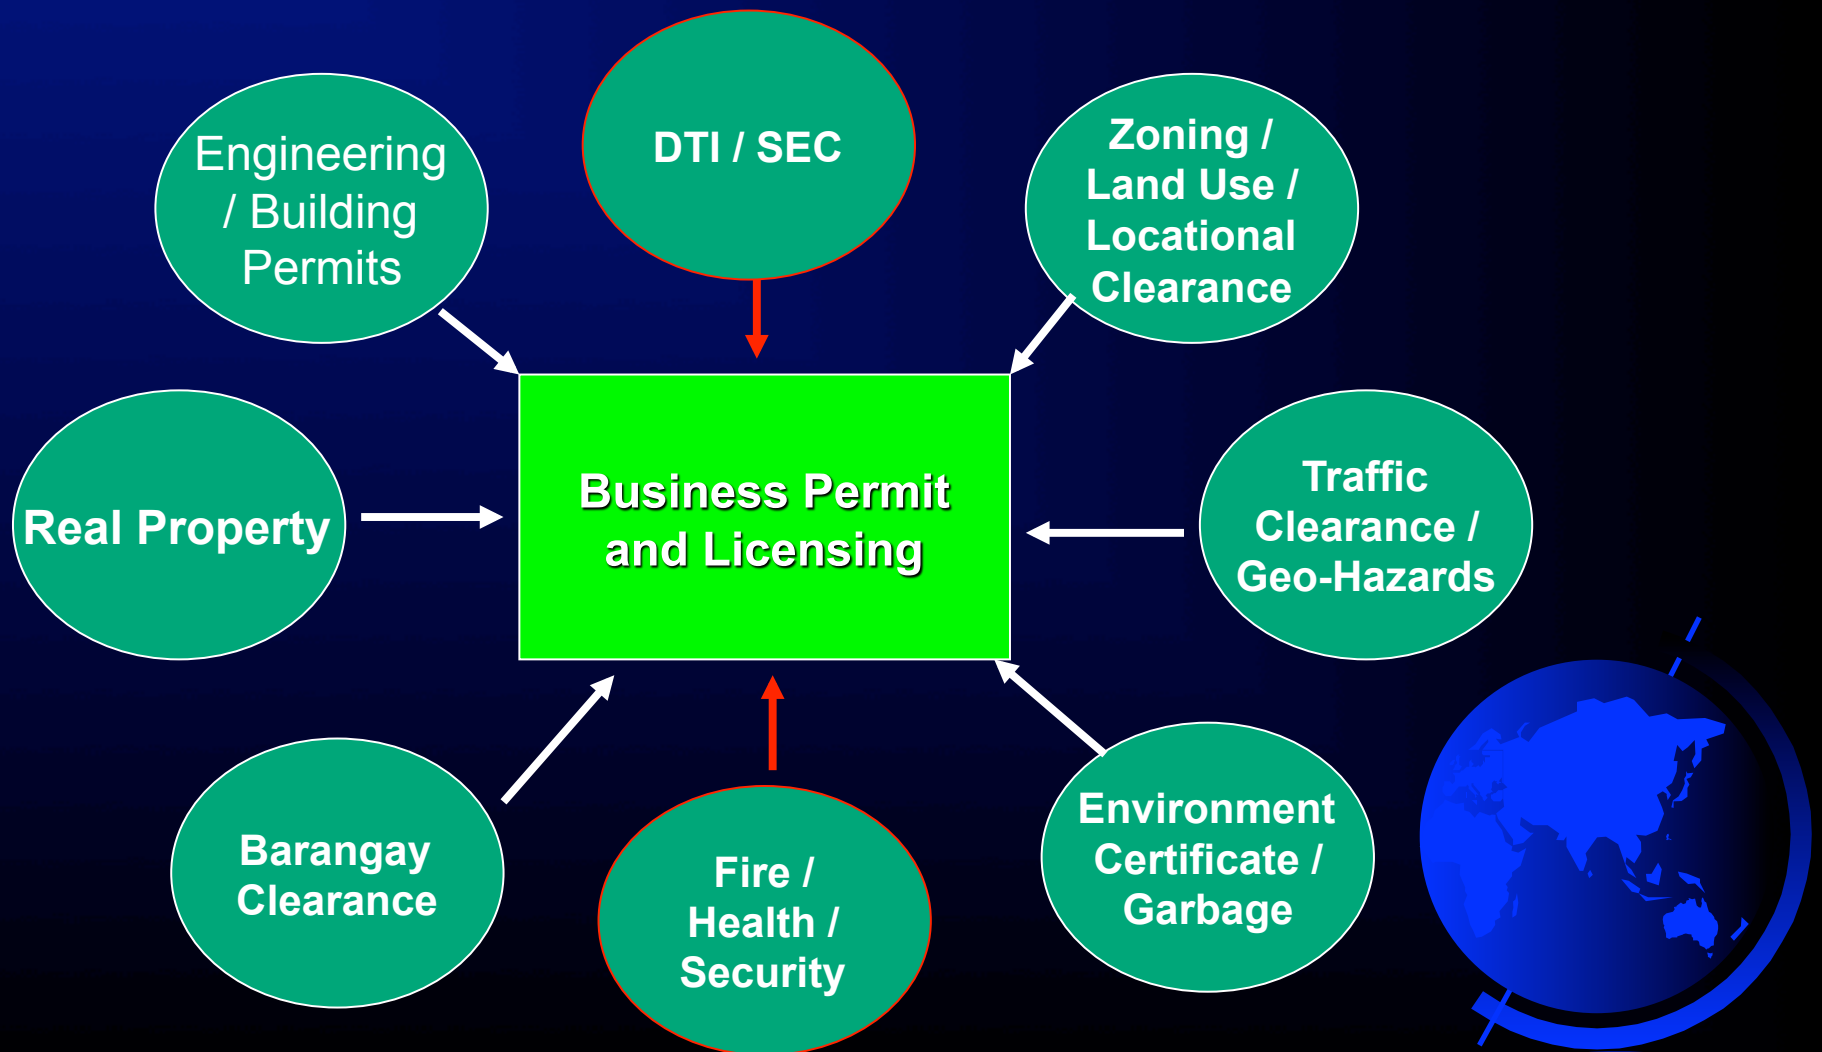 Engineering
/ Building
Permits
DTI / SEC
Zoning /
Land Use /
Locational
Clearance
Real Property
Business Permit
and Licensing
Traffic
Clearance /
Geo-Hazards
Barangay
Clearance
Fire /
Health /
Security
Environment
Certificate /
Garbage